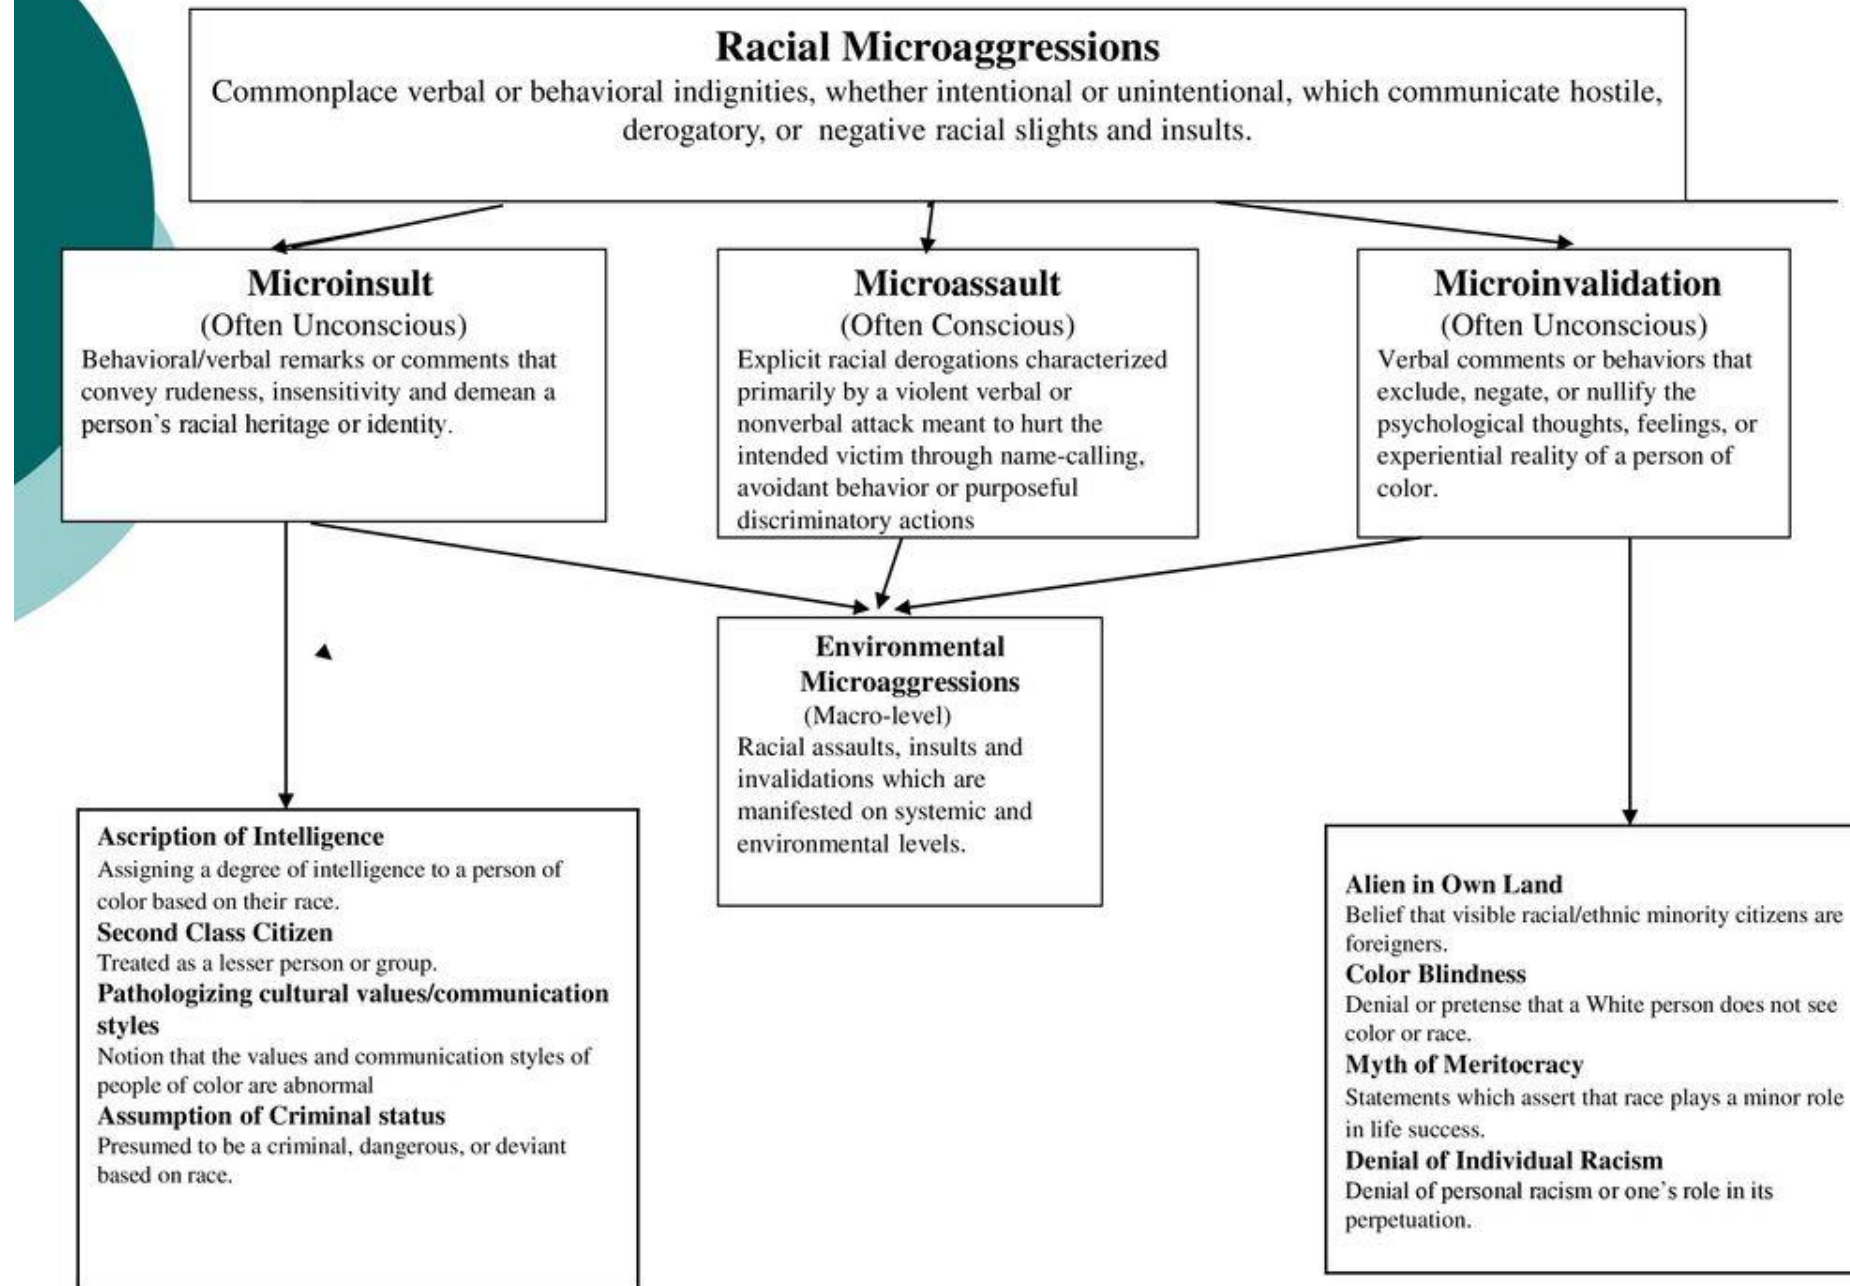 Racial Microaggressions
Commonplace verbal or behavioral indignities, whether intentional or unintentional, which communicate hostile,
derogatory, or negative racial slights and insults.
Microinsult
(Often Unconscious)
Behavioral/verbal remarks or comments that
convey rudeness, insensitivity and demean a
person's racial heritage or identity.
Microassault
(Often Conscious)
Explicit racial derogations characterized
primarily by a violent verbal or
nonverbal attack meant to hurt the
intended victim through name-calling,
avoidant behavior or purposeful
discriminatory actions
Microinvalidation
(Often Unconscious)
Verbal comments or behaviors that
exclude, negate, or nullify the
psychological thoughts, feelings, or
experiential reality of a person of
color.
Environmental
Microaggressions
(Macro-level)
Racial assaults, insults and
invalidations which are
manifested on systemic and
environmental levels.
Ascription of Intelligence
Assigning a degree of intelligence to a person of
color based on their race.
Second Class Citizen
Treated as a lesser person or group.
Pathologizing cultural values/communication
styles
Notion that the values and communication styles of
people of color are abnormal
Assumption of Criminal status
Presumed to be a criminal, dangerous, or deviant
based on race.
Alien in Own Land
Belief that visible racial/ethnic minority citizens are
foreigners.
Color Blindness
Denial or pretense that a White person does not see
color or race.
Myth of Meritocracy
Statements which assert that race plays a minor role
in life success.
Denial of Individual Racism
Denial of personal racism or one's role in its
perpetuation.